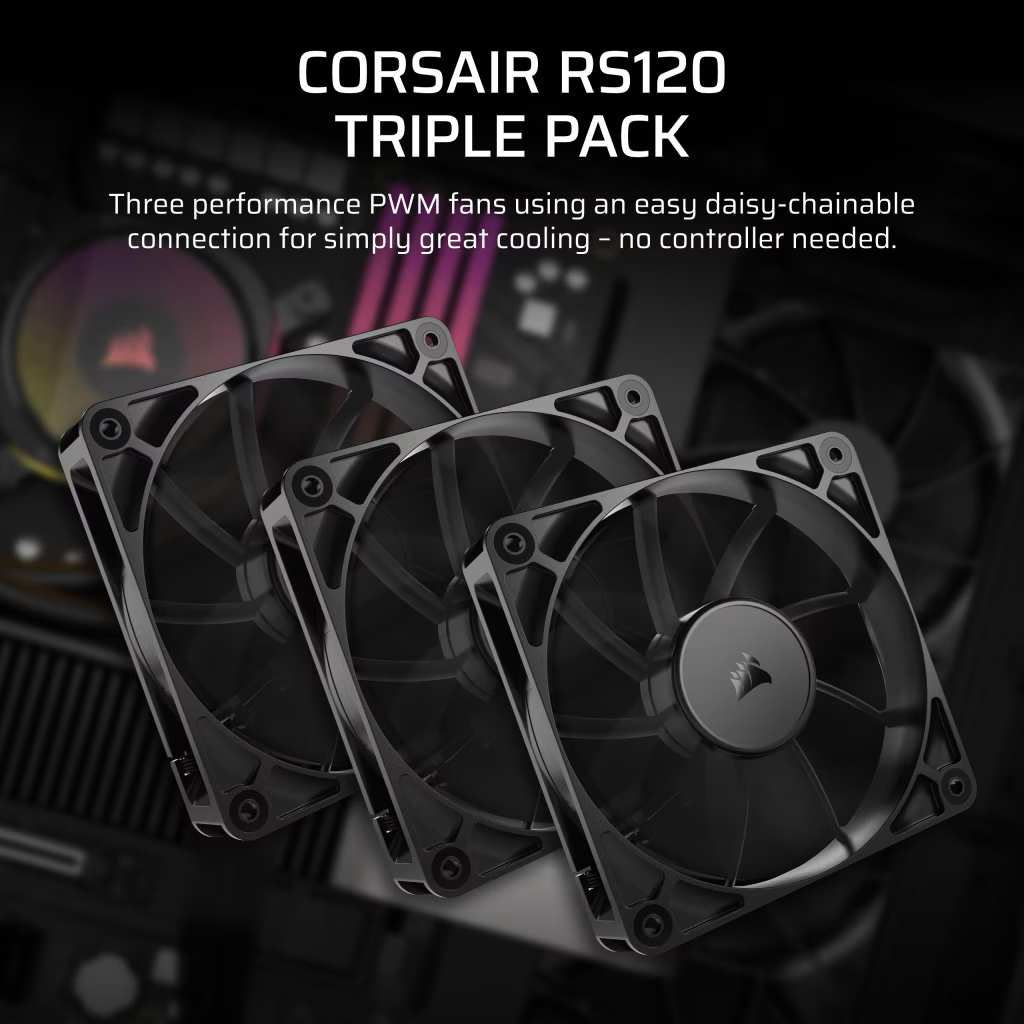 CORSAIR RS120
TRIPLE PACK
Three performance PWM fans using an easy daisy-chainable
connection for simply great cooling – no controller needed.